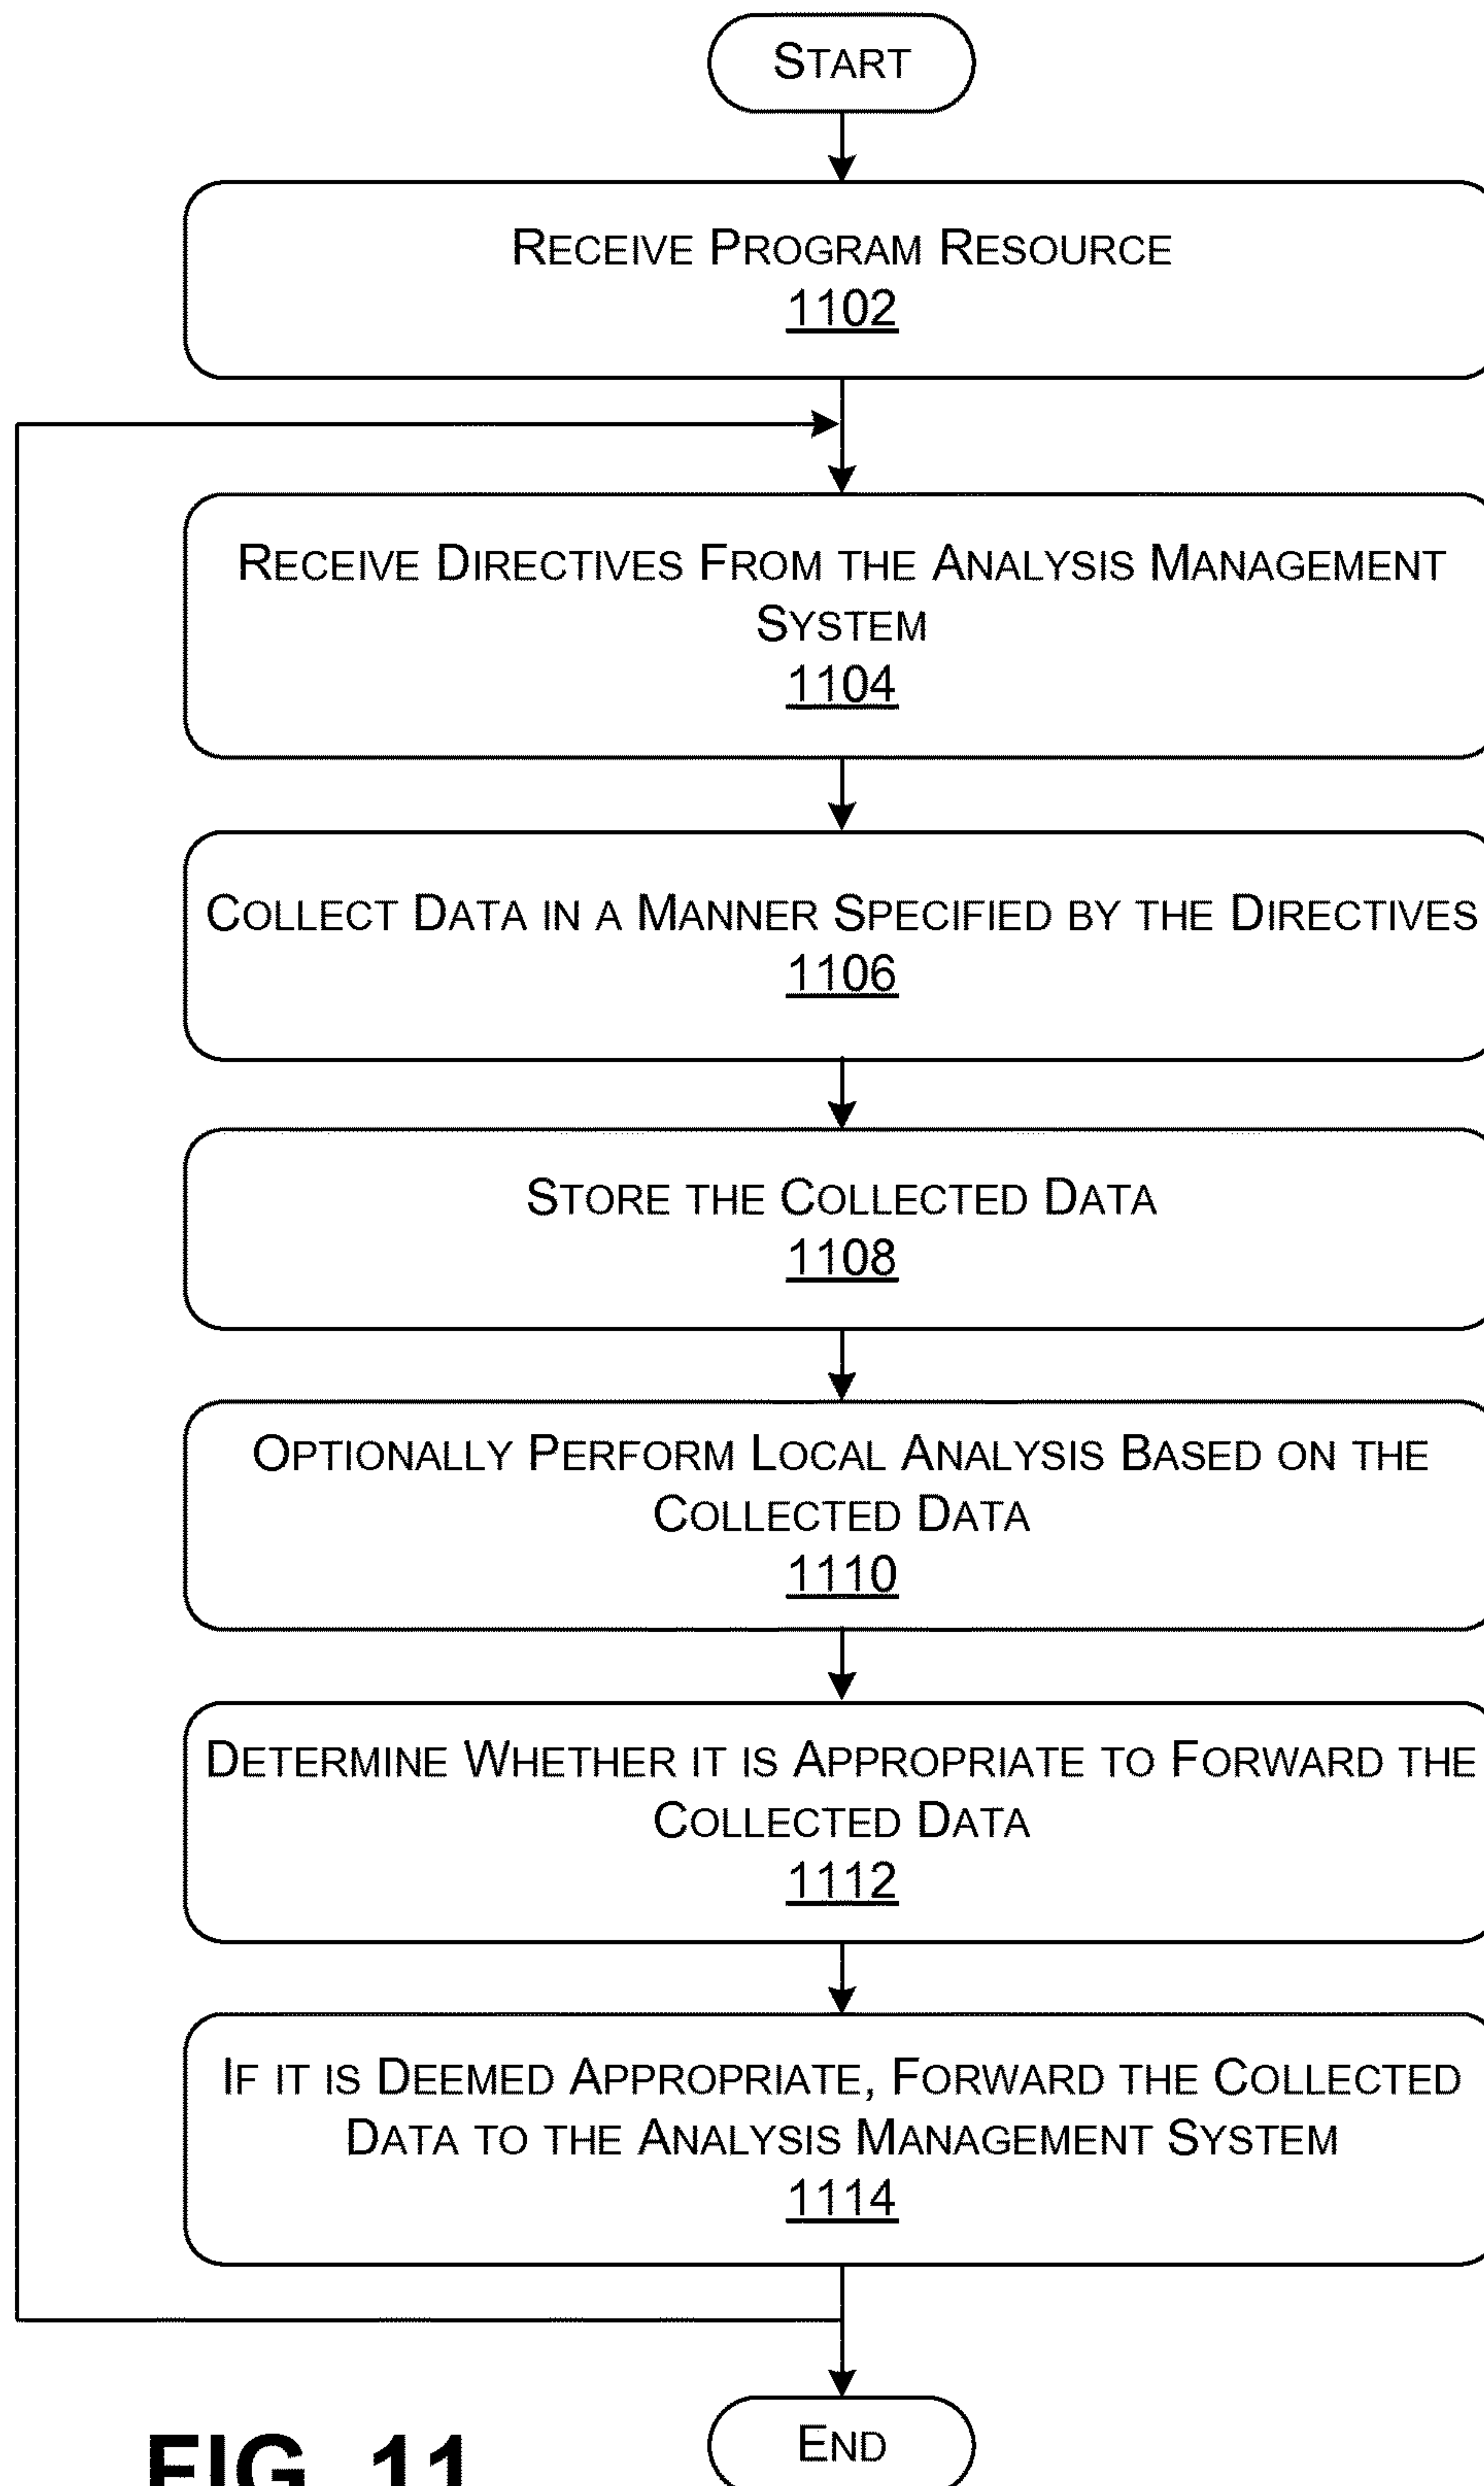 START
RECEIVE PROGRAM RESOURCE
1102
RECEIVE DIRECTIVES FROM THE ANALYSIS MANAGEMENT
SYSTEM
1104
COLLECT DATA IN A MANNER SPECIFIED BY THE DIRECTIVES
1106
STORE THE COLLECTED DATA
1108
OPTIONALLY PERFORM LOCAL ANALYSIS BASED ON THE
COLLECTED DATA
1110
DETERMINE WHETHER IT IS APPROPRIATE TO FORWARD THE
COLLECTED DATA
1112
IF IT IS DEEMED APPROPRIATE, FORWARD THE COLLECTED
DATA TO THE ANALYSIS MANAGEMENT SYSTEM
1114
END
FIG. 11